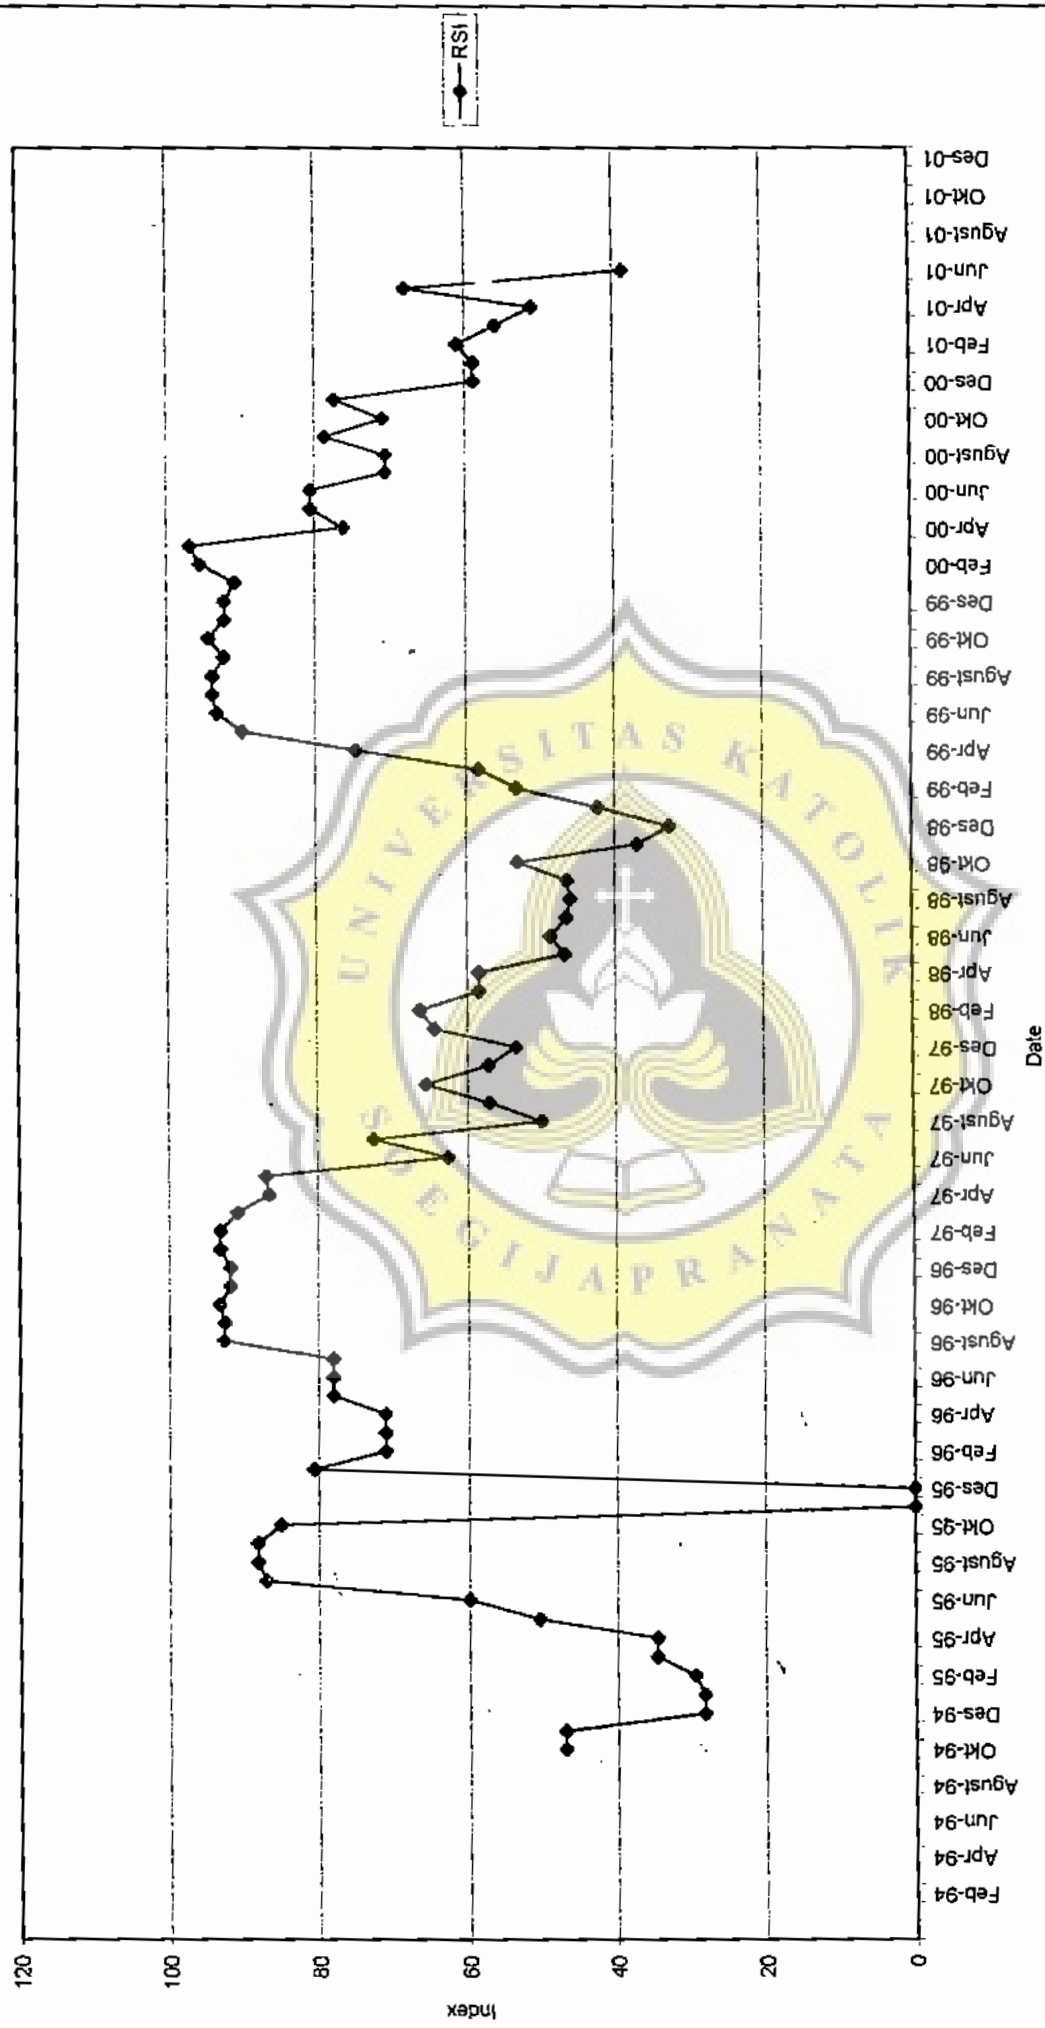 RSI
120
100
80
60
40
20
0
Index
Feb-94
Apr-94
Jun-94
Agust-94
Okt-94
Des-94
Feb-95
Apr-95
Jun-95
Agust-95
Okt-95
Des-95
Feb-96
Apr-96
Jun-96
Agust-96
Okt-96
Des-96
Feb-97
Apr-97
Jun-97
Agust-97
Okt-97
Des-97
Feb-98
Apr-98
Jun-98
Agust-98
Okt-98
Des-98
Feb-99
Apr-99
Jun-99
Agust-99
Okt-99
Des-99
Feb-00
Apr-00
Jun-00
Agust-00
Okt-00
Des-00
Feb-01
Apr-01
Jun-01
Agust-01
Okt-01
Des-01
Date
UNIVERSITAS KATOLIK
SOEGIJAPRANATA